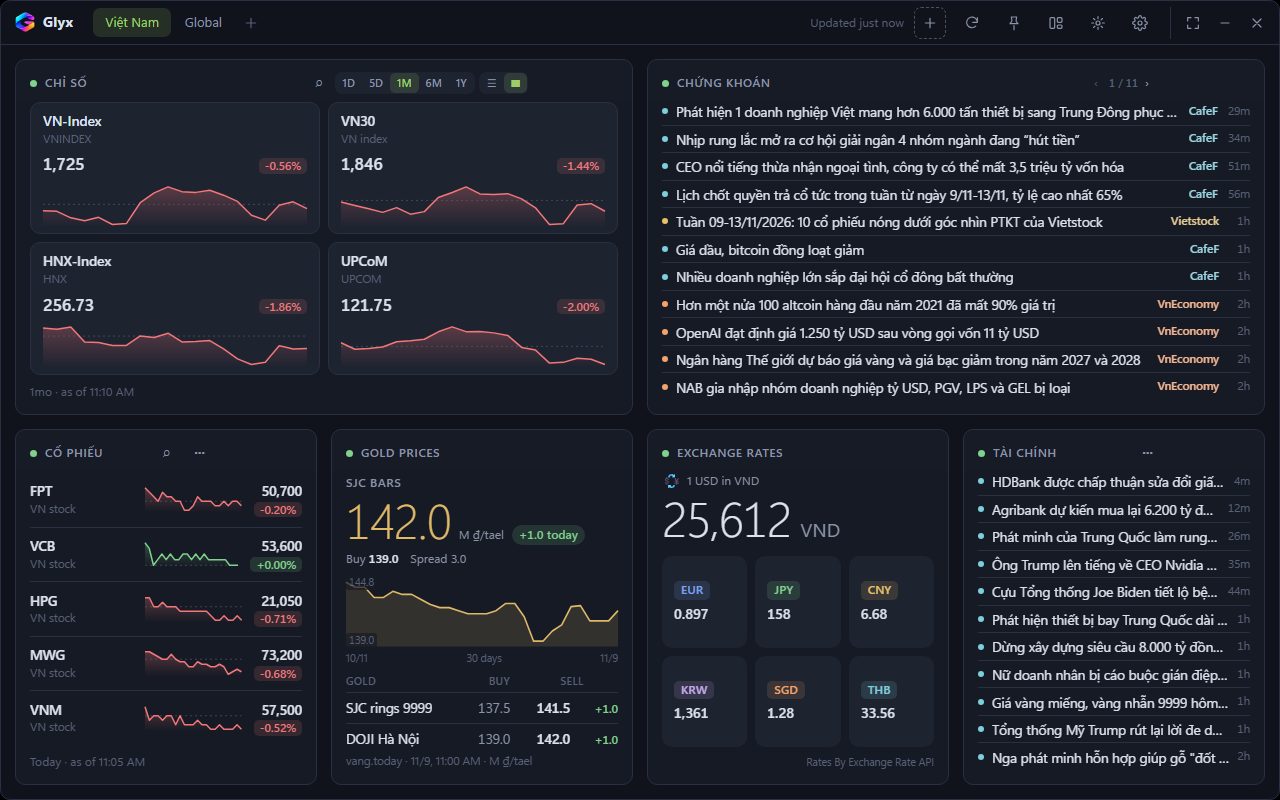 Glyx
Việt Nam
Global
Updated just now
CHỈ SỐ
1D 5D 1M 6M 1Y
VN-Index
VNINDEX
1,725
-0.56%
VN30
VN index
1,846
-1.44%
HNX-Index
HNX
256.73
-1.86%
UPCoM
UPCOM
121.75
-2.00%
1mo · as of 11:10 AM
CHỨNG KHOÁN
‹ 1 / 11 ›
Phát hiện 1 doanh nghiệp Việt mang hơn 6.000 tấn thiết bị sang Trung Đông phục ... CafeF 29m
Nhịp rung lắc mở ra cơ hội giải ngân 4 nhóm ngành đang “hút tiền” CafeF 34m
CEO nổi tiếng thừa nhận ngoại tình, công ty có thể mất 3,5 triệu tỷ vốn hóa CafeF 51m
Lịch chốt quyền trả cổ tức trong tuần từ ngày 9/11-13/11, tỷ lệ cao nhất 65% CafeF 56m
Tuần 09-13/11/2026: 10 cổ phiếu nóng dưới góc nhìn PTKT của Vietstock Vietstock 1h
Giá dầu, bitcoin đồng loạt giảm CafeF 1h
Nhiều doanh nghiệp lớn sắp đại hội cổ đông bất thường CafeF 1h
Hơn một nửa 100 altcoin hàng đầu năm 2021 đã mất 90% giá trị VnEconomy 2h
OpenAI đạt định giá 1.250 tỷ USD sau vòng gọi vốn 11 tỷ USD VnEconomy 2h
Ngân hàng Thế giới dự báo giá vàng và giá bạc giảm trong năm 2027 và 2028 VnEconomy 2h
NAB gia nhập nhóm doanh nghiệp tỷ USD, PGV, LPS và GEL bị loại VnEconomy 2h
CỔ PHIẾU
FPT 50,700
VN stock -0.20%
VCB 53,600
VN stock +0.00%
HPG 21,050
VN stock -0.71%
MWG 73,200
VN stock -0.68%
VNM 57,500
VN stock -0.52%
Today · as of 11:05 AM
GOLD PRICES
SJC BARS
142.0 M ₫/tael +1.0 today
Buy 139.0 Spread 3.0
144.8
139.0
10/11 30 days 11/9
GOLD BUY SELL
SJC rings 9999 137.5 141.5 +1.0
DOJI Hà Nội 139.0 142.0 +1.0
vang.today · 11/9, 11:00 AM · M ₫/tael
EXCHANGE RATES
1 USD in VND
25,612 VND
EUR
0.897
JPY
158
CNY
6.68
KRW
1,361
SGD
1.28
THB
33.56
Rates By Exchange Rate API
TÀI CHÍNH
HDBank được chấp thuận sửa đổi giấ... 4m
Agribank dự kiến mua lại 6.200 tỷ đ... 12m
Phát minh của Trung Quốc làm rung... 26m
Ông Trump lên tiếng về CEO Nvidia ... 35m
Cựu Tổng thống Joe Biden tiết lộ bệ... 44m
Phát hiện thiết bị bay Trung Quốc dài ... 1h
Dừng xây dựng siêu cầu 8.000 tỷ đồn... 1h
Nữ doanh nhân bị cáo buộc gián điệp... 1h
Giá vàng miếng, vàng nhẫn 9999 hôm... 1h
Tổng thống Mỹ Trump rút lại lời đe d... 1h
Nga phát minh hỗn hợp giúp gỗ "đốt ... 2h